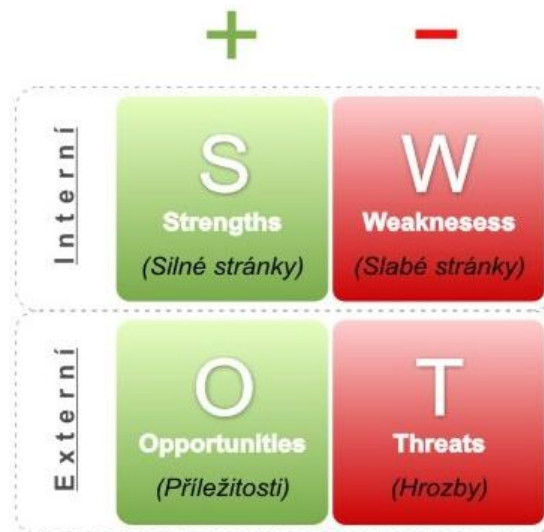 + −
Interní
S
Strengths
(Silné stránky)
W
Weaknesess
(Slabé stránky)
Externí
O
Opportunities
(Příležitosti)
T
Threats
(Hrozby)